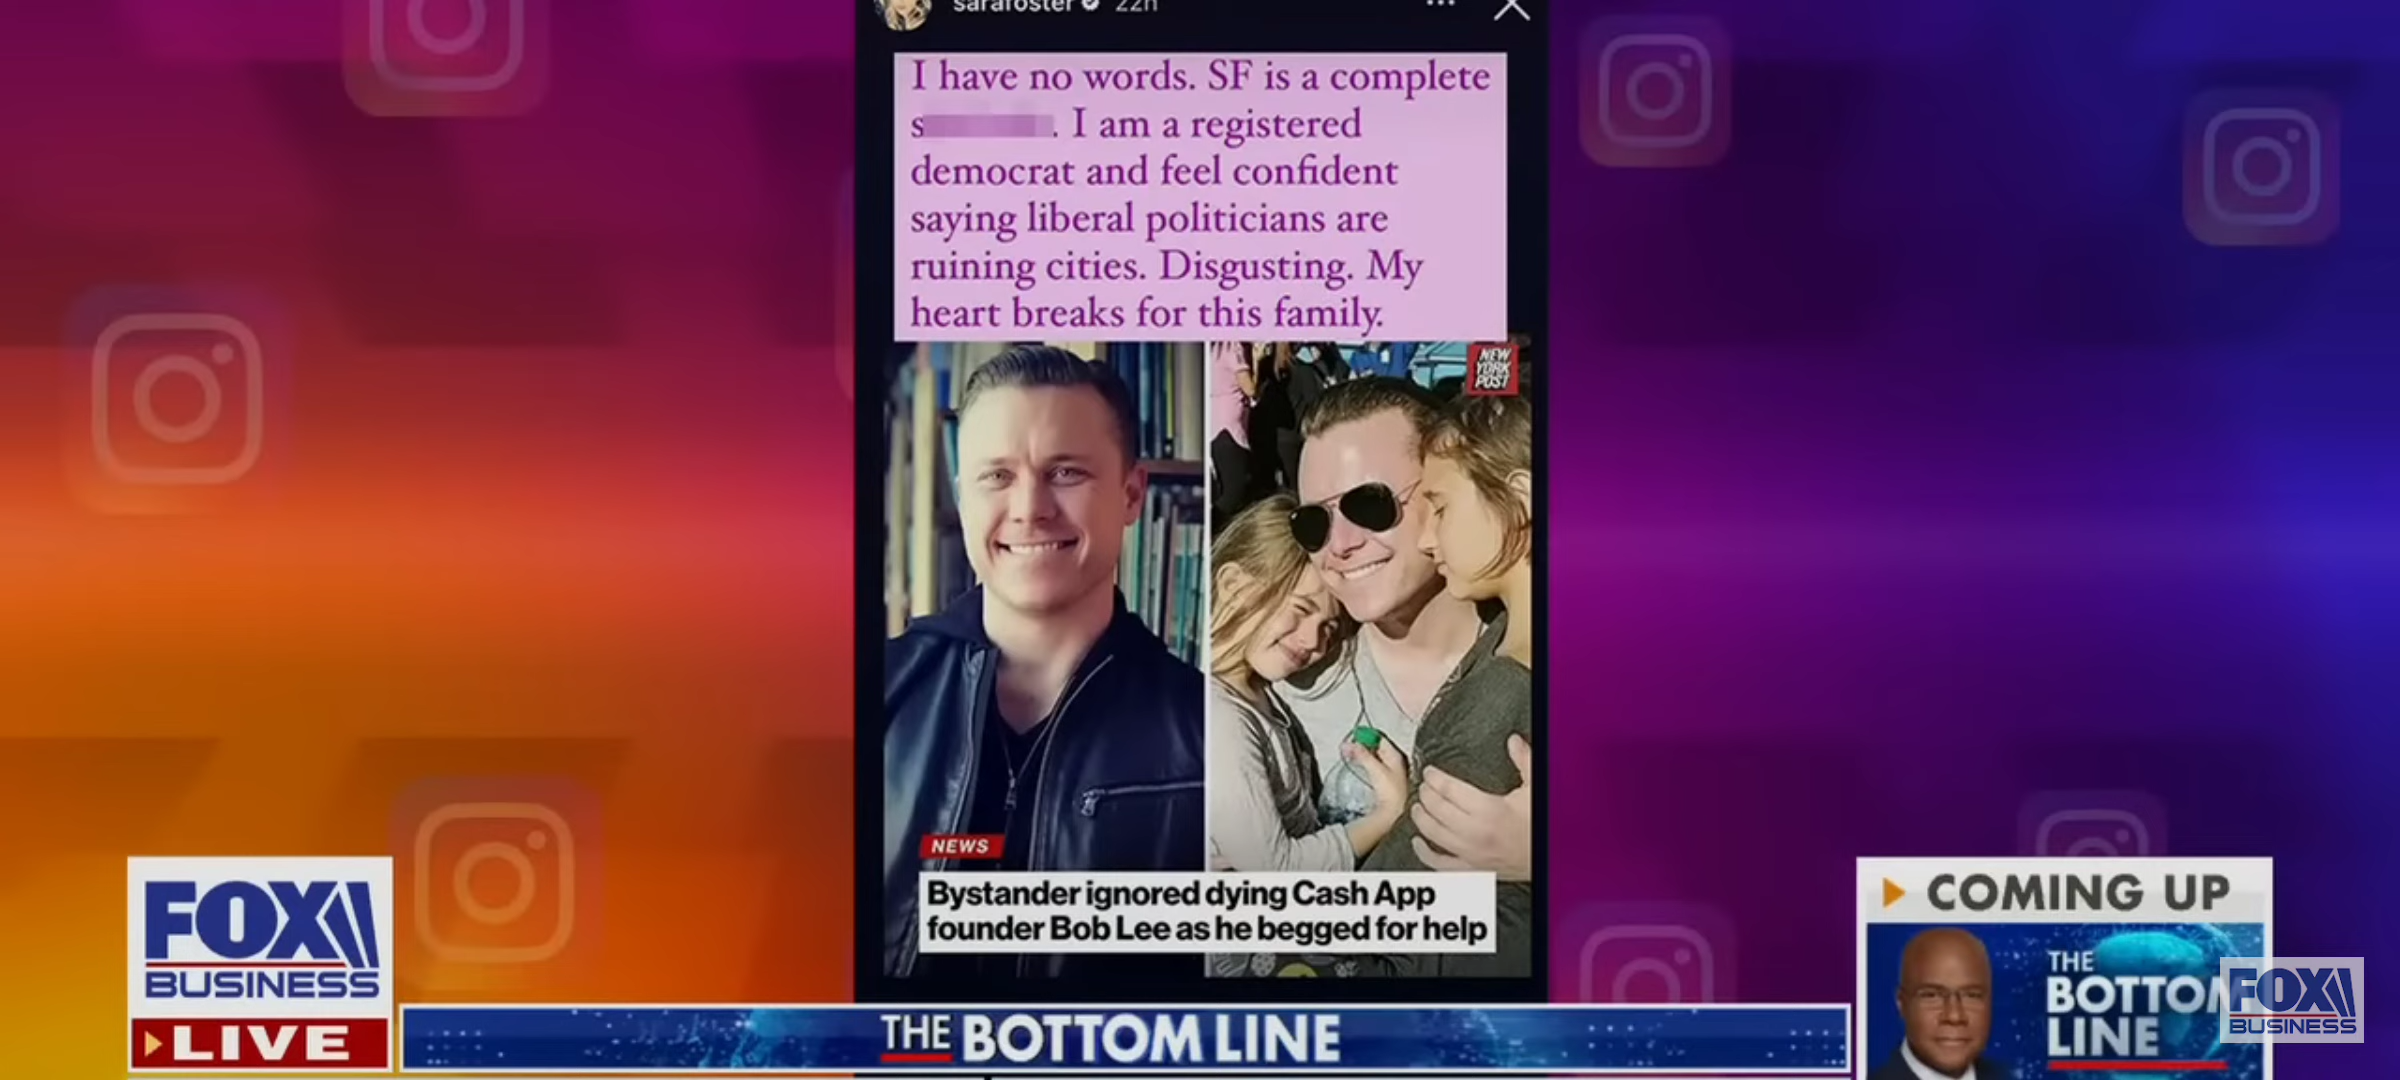 sarafoster 22h
I have no words. SF is a complete
s . I am a registered
democrat and feel confident
saying liberal politicians are
ruining cities. Disgusting. My
heart breaks for this family.
NEW
YORK
POST
NEWS
Bystander ignored dying Cash App
founder Bob Lee as he begged for help
FOX
BUSINESS
LIVE
THE BOTTOM LINE
COMING UP
THE
BOTTOM
LINE
FOX
BUSINESS